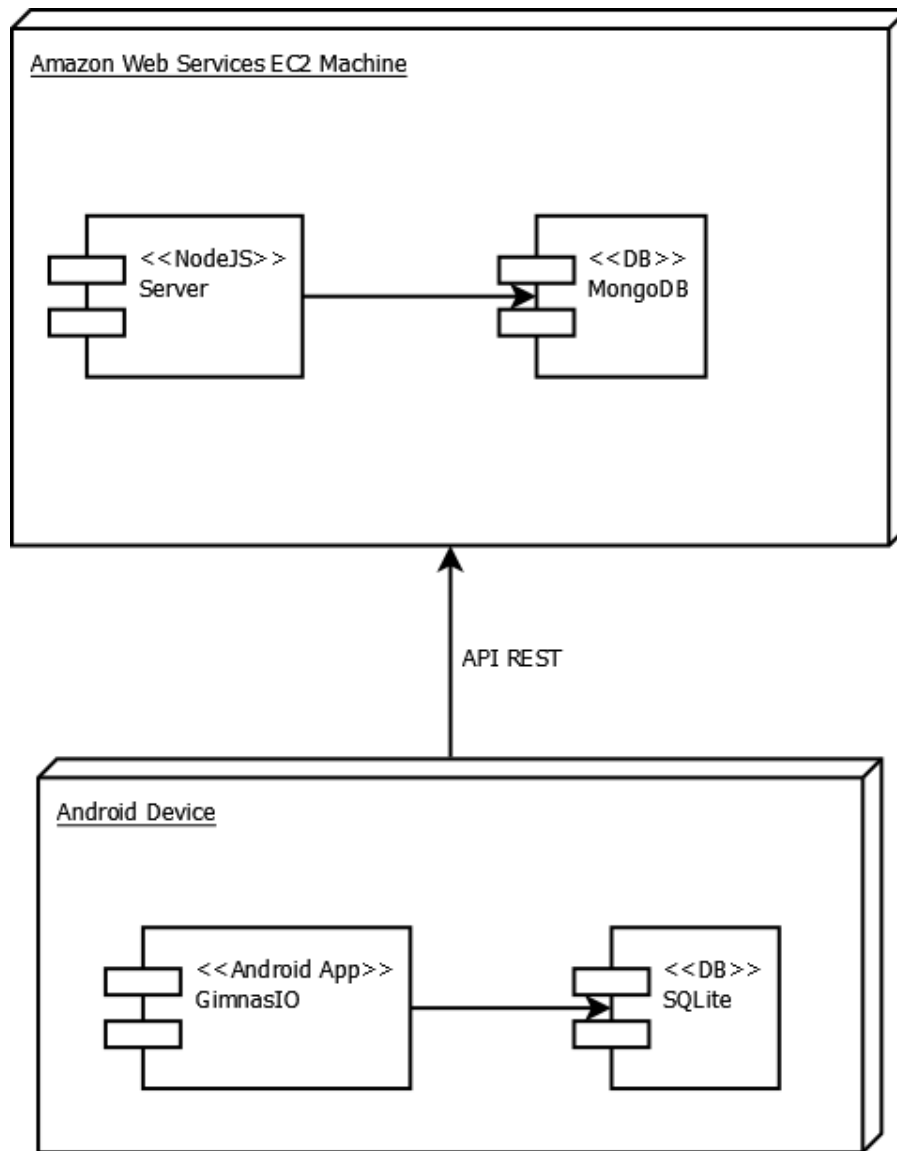 Amazon Web Services EC2 Machine
<<NodeJS>>
Server
<<DB>>
MongoDB
API REST
Android Device
<<Android App>>
GimnasIO
<<DB>>
SQLite